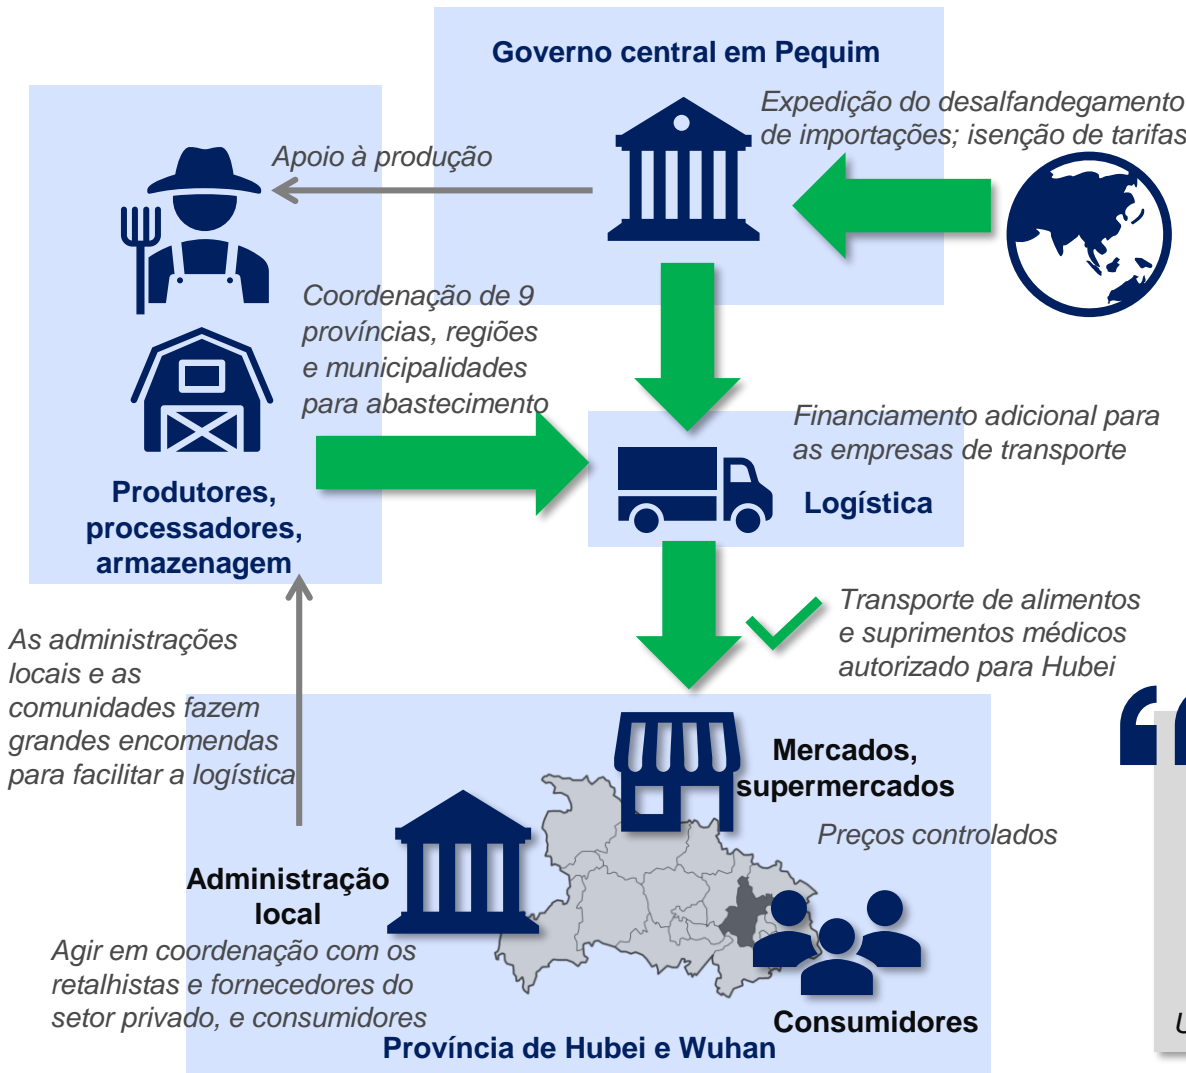 Governo central em Pequim
Expedição do desalfandegamento
de importações; isenção de tarifas
Apoio à produção
Coordenação de 9
províncias, regiões
e municipalidades
para abastecimento
Produtores,
processadores,
armazenagem
Financiamento adicional para
as empresas de transporte
Logística
Transporte de alimentos
e suprimentos médicos
autorizado para Hubei
As administrações
locais e as
comunidades fazem
grandes encomendas
para facilitar a logística
Mercados,
supermercados
Preços controlados
Administração
local
Agir em coordenação com os
retalhistas e fornecedores do
setor privado, e consumidores
Consumidores
Província de Hubei e Wuhan